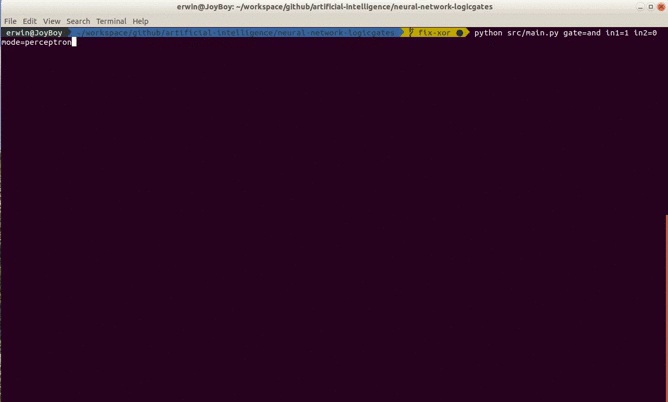 erwin@JoyBoy: ~/workspace/github/artificial-intelligence/neural-network-logicgates
File Edit View Search Terminal Help
erwin@JoyBoy ~/workspace/github/artificial-intelligence/neural-network-logicgates fix-xor ● python src/main.py gate=and in1=1 in2=0
mode=perceptron